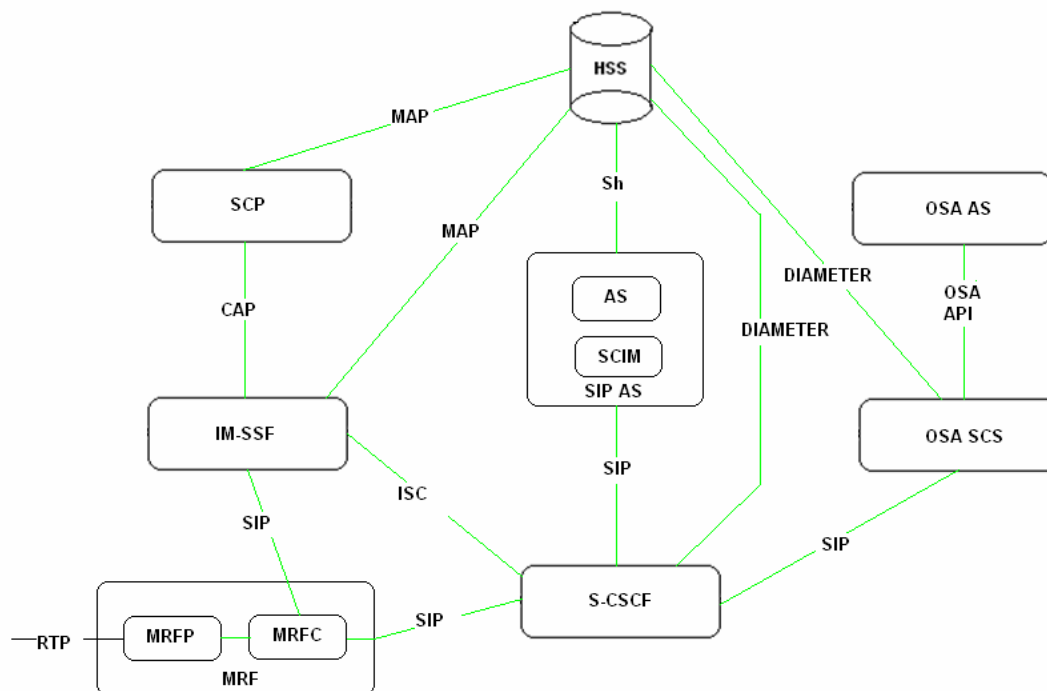 HSS
MAP
SCP
Sh
OSA AS
MAP
DIAMETER
OSA
API
CAP
AS
DIAMETER
SCIM
SIP AS
IM-SSF
OSA SCS
SIP
ISC
SIP
SIP
S-CSCF
SIP
RTP
MRFP
MRFC
MRF